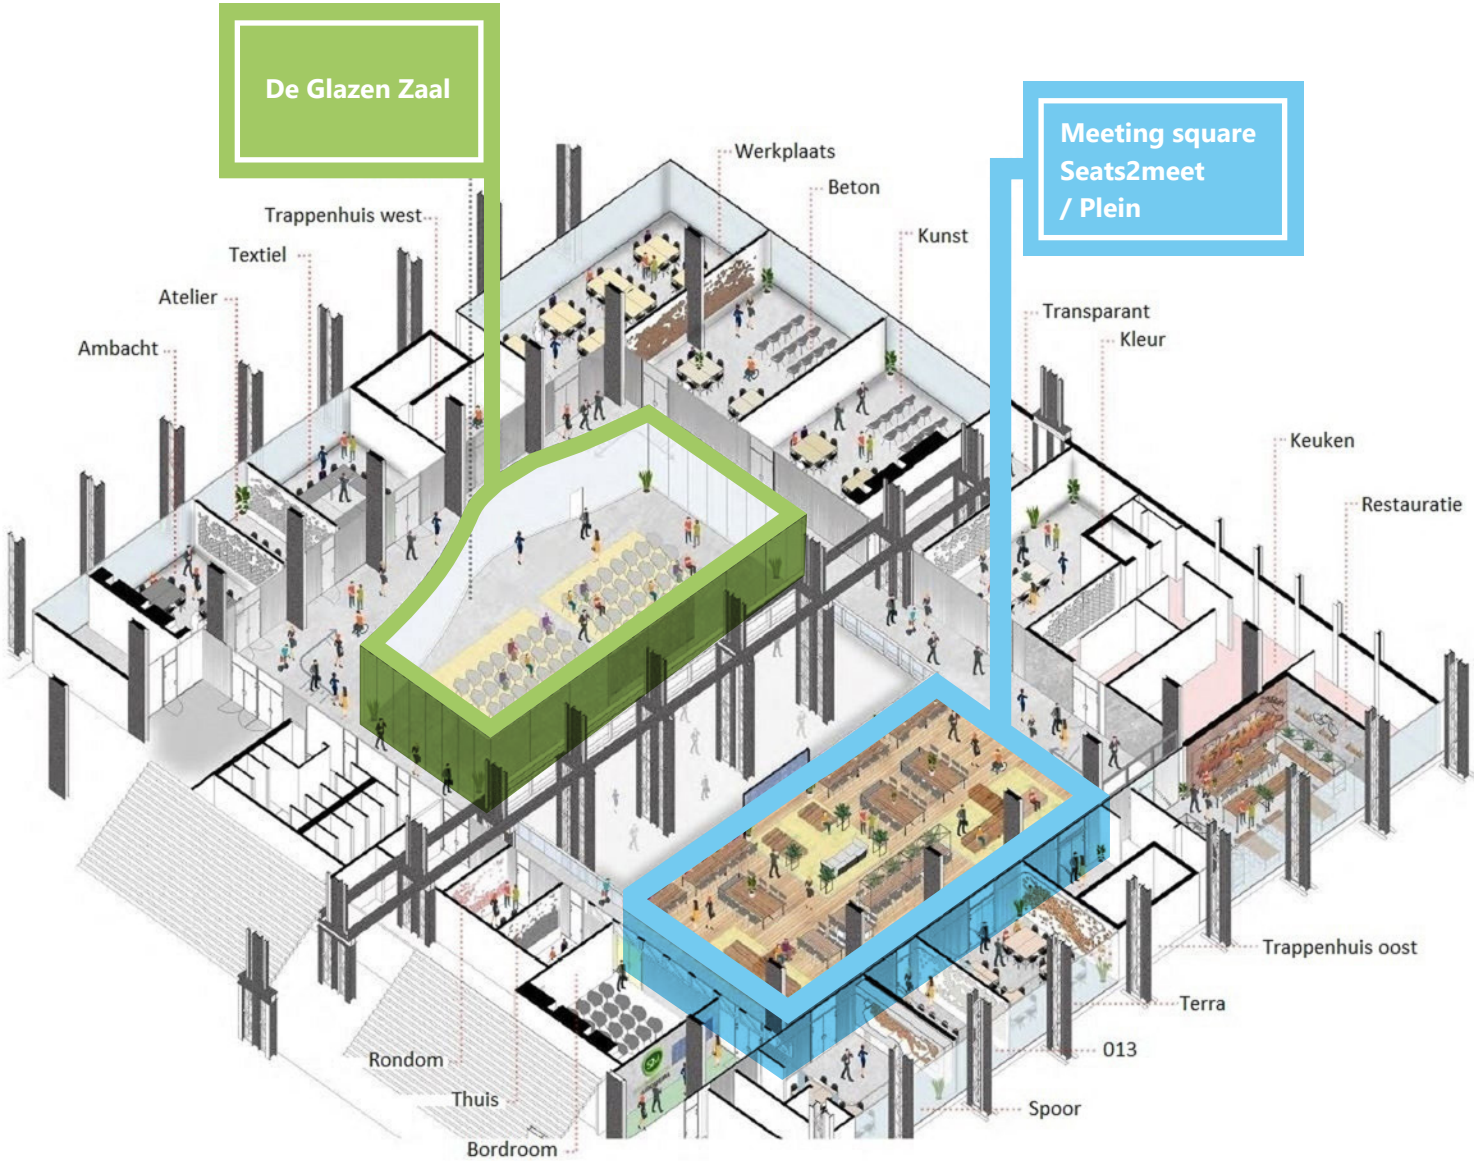 De Glazen Zaal
Meeting square
Seats2meet
/ Plein
Werkplaats
Beton
Trappenhuis west
Kunst
Textiel
Atelier
Transparant
Ambacht
Kleur
Keuken
Restauratie
Trappenhuis oost
Terra
013
Rondom
Thuis
Spoor
Bordroom